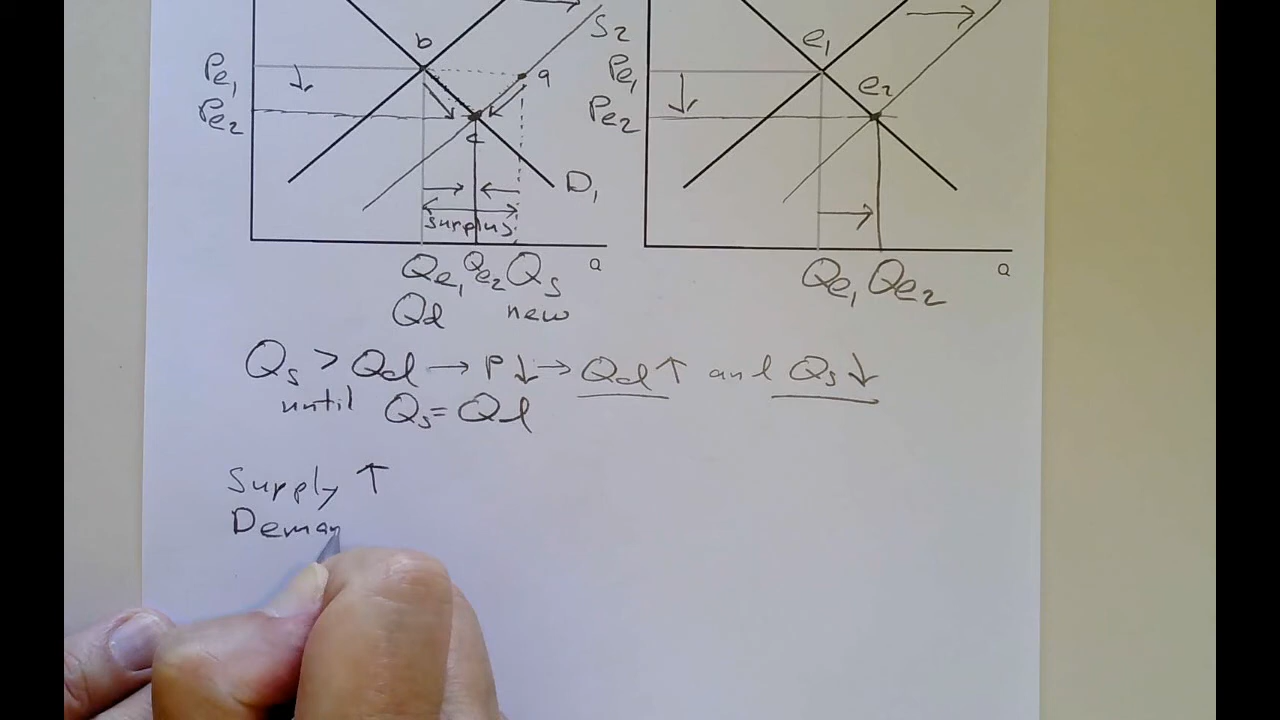 S2
b
e1
Pe1
a
Pe1
e2
Pe2
c
Pe2
D1
surplus
Qe1 Qe2 Qs Q
Qe1 Qe2 Q
Qd new
Qs > Qd → P↓ → Qd↑ and Qs↓
until Qs = Qd
Supply ↑
Deman